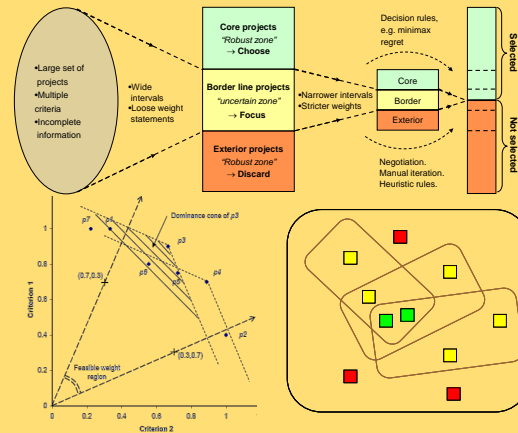 •Large set of
projects
•Multiple
criteria
•Incomplete
information
•Wide
intervals
•Loose weight
statements
Core projects
"Robust zone"
→ Choose
Border line projects
"uncertain zone"
→ Focus
Exterior projects
"Robust zone"
→ Discard
•Narrower intervals
•Stricter weights
Decision rules,
e.g. minimax
regret
Core
Border
Exterior
Negotiation.
Manual iteration.
Heuristic rules.
Selected
Not selected
Dominance cone of p3
p7
p1
p3
p6
p5
p4
p2
(0.7,0.3)
(0.3,0.7)
Feasible weight
region
1
0.8
0.6
0.4
0.2
0
0
0.2
0.4
0.6
0.8
1
Criterion 1
Criterion 2